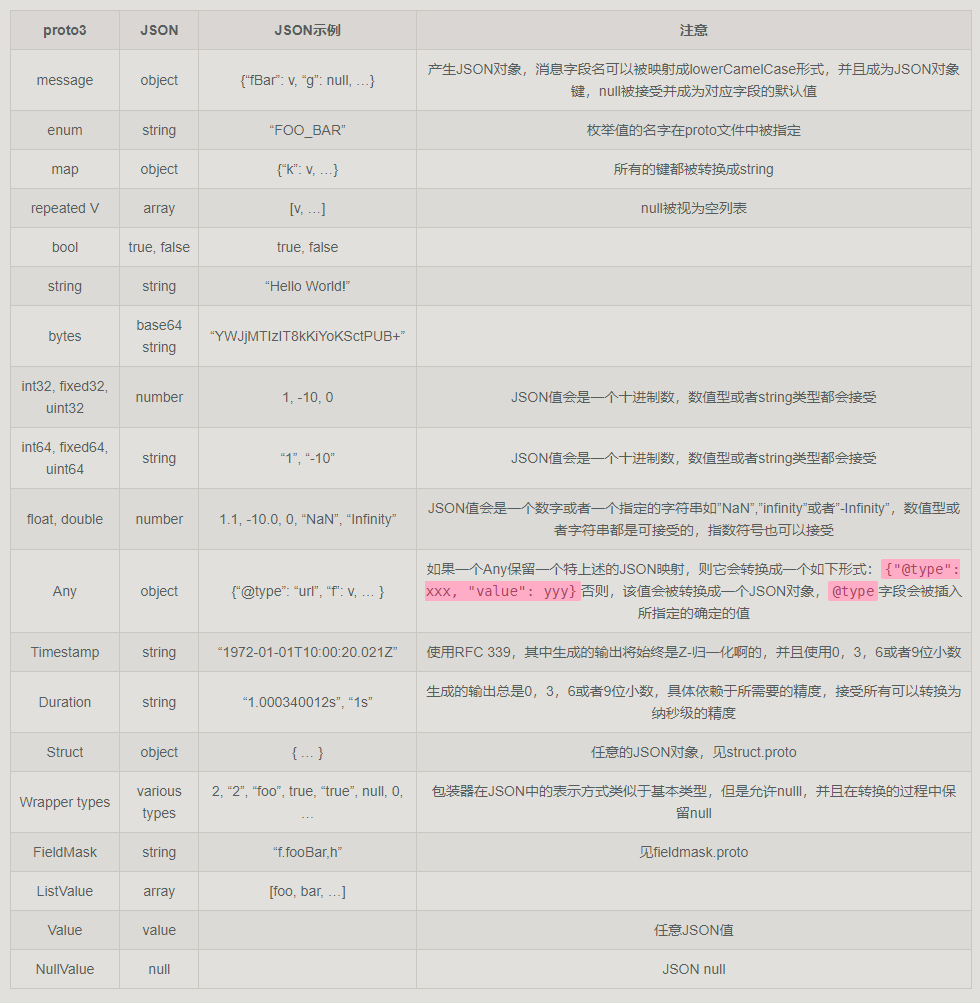 proto3 JSON JSON示例 注意
message object {“fBar”: v, “g”: null, …} 产生JSON对象，消息字段名可以被映射成lowerCamelCase形式，并且成为JSON对象
键，null被接受并成为对应字段的默认值
enum string “FOO_BAR” 枚举值的名字在proto文件中被指定
map object {“k”: v, …} 所有的键都被转换成string
repeated V array [v, …] null被视为空列表
bool true, false true, false
string string “Hello World!”
bytes base64
string “YWJjMTIzIT8kKiYoKSctPUB+”
int32, fixed32,
uint32 number 1, -10, 0 JSON值会是一个十进制数，数值型或者string类型都会接受
int64, fixed64,
uint64 string “1”, “-10” JSON值会是一个十进制数，数值型或者string类型都会接受
float, double number 1.1, -10.0, 0, “NaN”, “Infinity” JSON值会是一个数字或者一个指定的字符串如”NaN”,”infinity”或者”-Infinity”，数值型或
者字符串都是可接受的，指数符号也可以接受
Any object {“@type”: “url”, “f”: v, … } 如果一个Any保留一个特上述的JSON映射，则它会转换成一个如下形式：{"@type":
xxx, "value": yyy}否则，该值会被转换成一个JSON对象，@type字段会被插入
所指定的确定的值
Timestamp string “1972-01-01T10:00:20.021Z” 使用RFC 339，其中生成的输出将始终是Z-归一化啊的，并且使用0，3，6或者9位小数
Duration string “1.000340012s”, “1s” 生成的输出总是0，3，6或者9位小数，具体依赖于所需要的精度，接受所有可以转换为
纳秒级的精度
Struct object { … } 任意的JSON对象，见struct.proto
Wrapper types various
types 2, “2”, “foo”, true, “true”, null, 0,
… 包装器在JSON中的表示方式类似于基本类型，但是允许nulll，并且在转换的过程中保
留null
FieldMask string “f.fooBar,h” 见fieldmask.proto
ListValue array [foo, bar, …]
Value value 任意JSON值
NullValue null JSON null